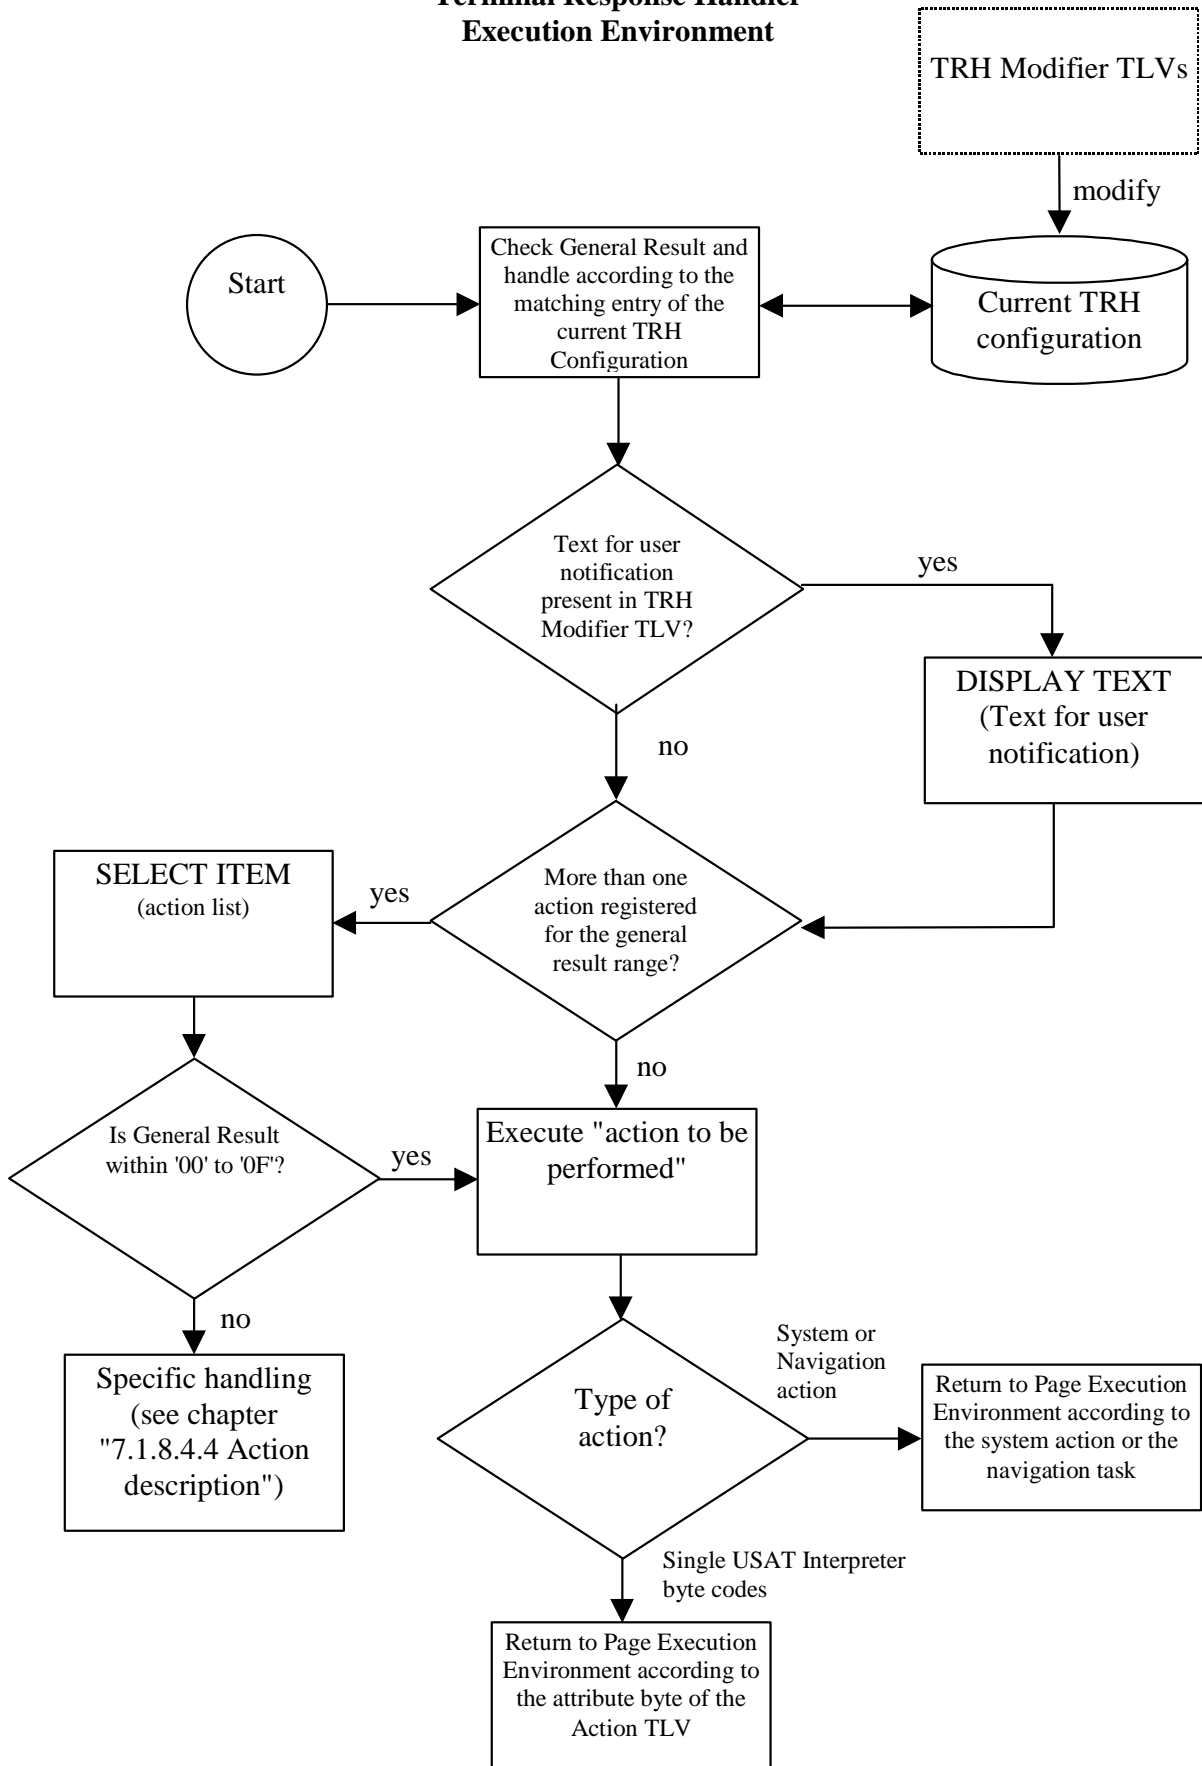 Terminal Response Handler
Execution Environment
TRH Modifier TLVs
modify
Start
Check General Result and
handle according to the
matching entry of the
current TRH
Configuration
Current TRH
configuration
Text for user
notification
present in TRH
Modifier TLV?
yes
DISPLAY TEXT
(Text for user
notification)
no
SELECT ITEM
(action list)
yes
More than one
action registered
for the general
result range?
no
Is General Result
within '00' to '0F'?
yes
Execute "action to be
performed"
no
Specific handling
(see chapter
"7.1.8.4.4 Action
description")
Type of
action?
System or
Navigation
action
Return to Page Execution
Environment according to
the system action or the
navigation task
Single USAT Interpreter
byte codes
Return to Page Execution
Environment according to
the attribute byte of the
Action TLV